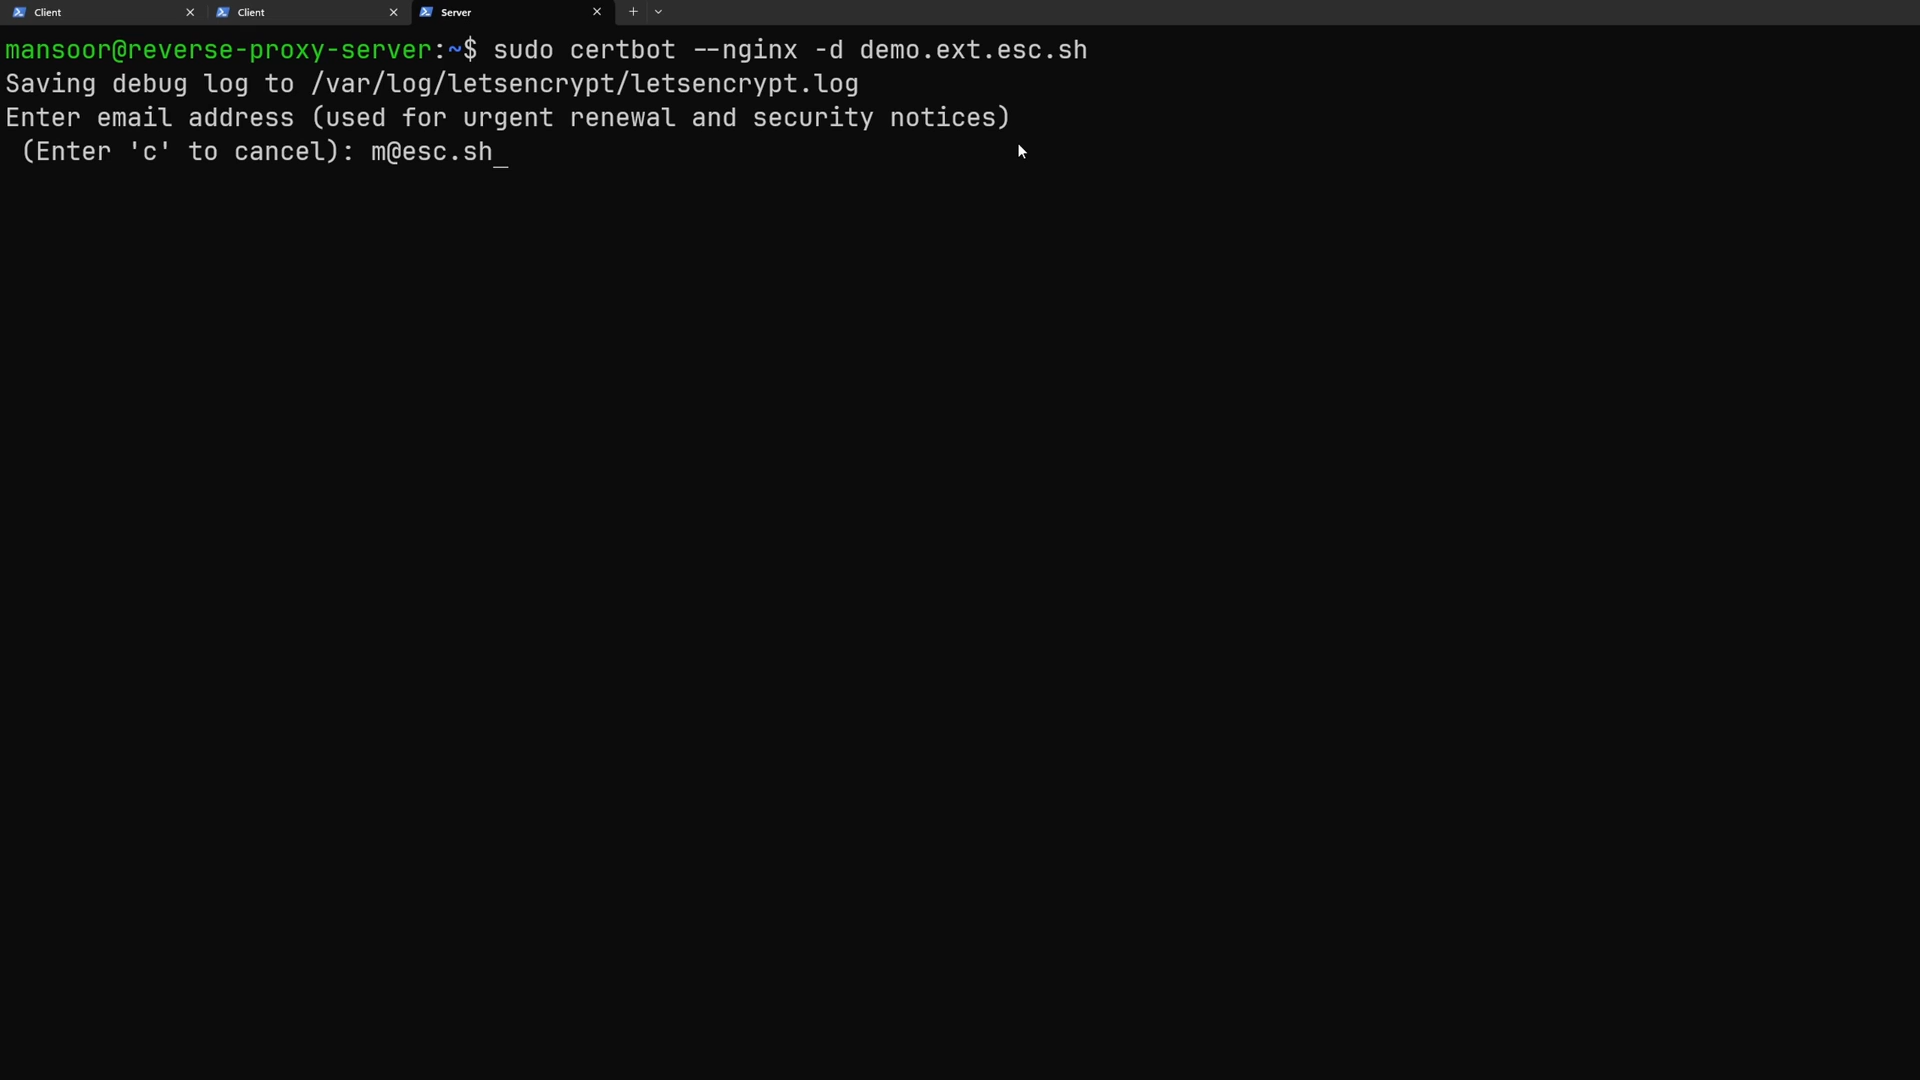 Client Client Server
mansoor@reverse-proxy-server:~$ sudo certbot --nginx -d demo.ext.esc.sh
Saving debug log to /var/log/letsencrypt/letsencrypt.log
Enter email address (used for urgent renewal and security notices)
 (Enter 'c' to cancel): m@esc.sh_